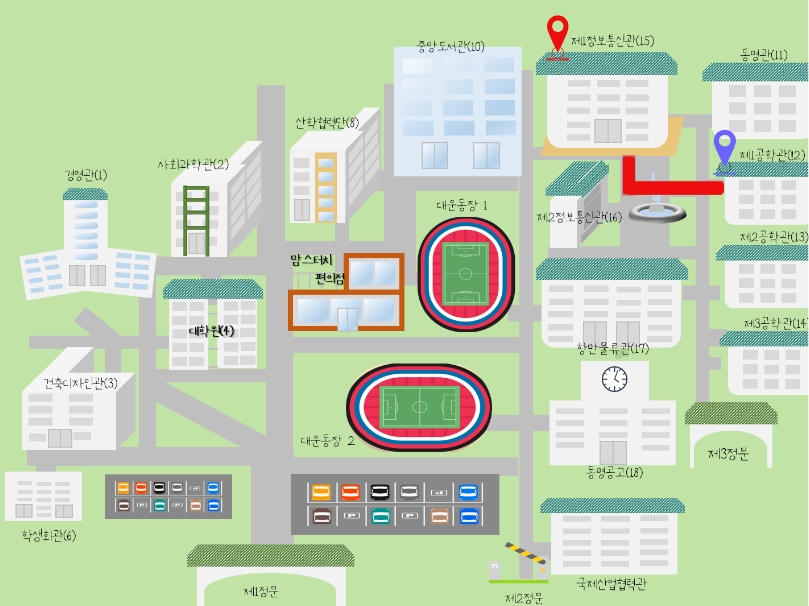 중앙도서관(10)
제1정보통신관(15)
동명관(11)
산학협력단(8)
사회과학관(2)
제1공학관(12)
경영관(1)
대운동장 1
제2정보통신관(16)
제2공학관(13)
맘스터치
편의점
대학원(4)
제3공학관(14)
항만물류관(17)
건축디자인관(3)
대운동장 2
제3정문
동명공고(18)
학생회관(6)
국제산업협력관
제1정문
제2정문